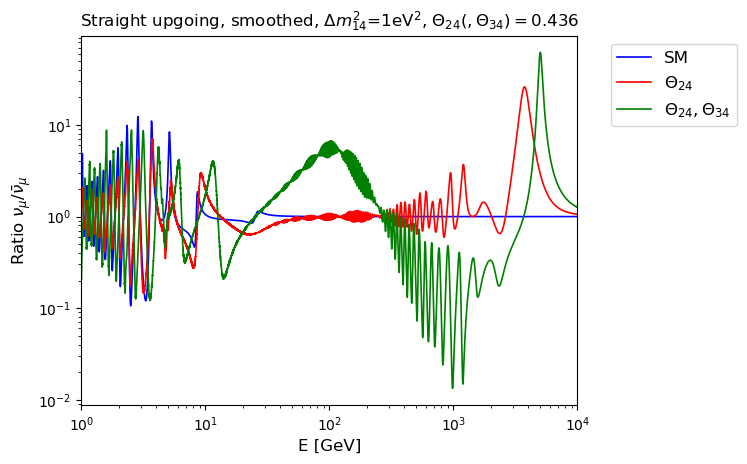 Straight upgoing, smoothed, Δm²₁₄=1eV², Θ₂₄(, Θ₃₄) = 0.436
SM
Θ₂₄
Θ₂₄, Θ₃₄
Ratio ν_μ/ν̄_μ
10¹
10⁰
10⁻¹
10⁻²
10⁰ 10¹ 10² 10³ 10⁴
E [GeV]